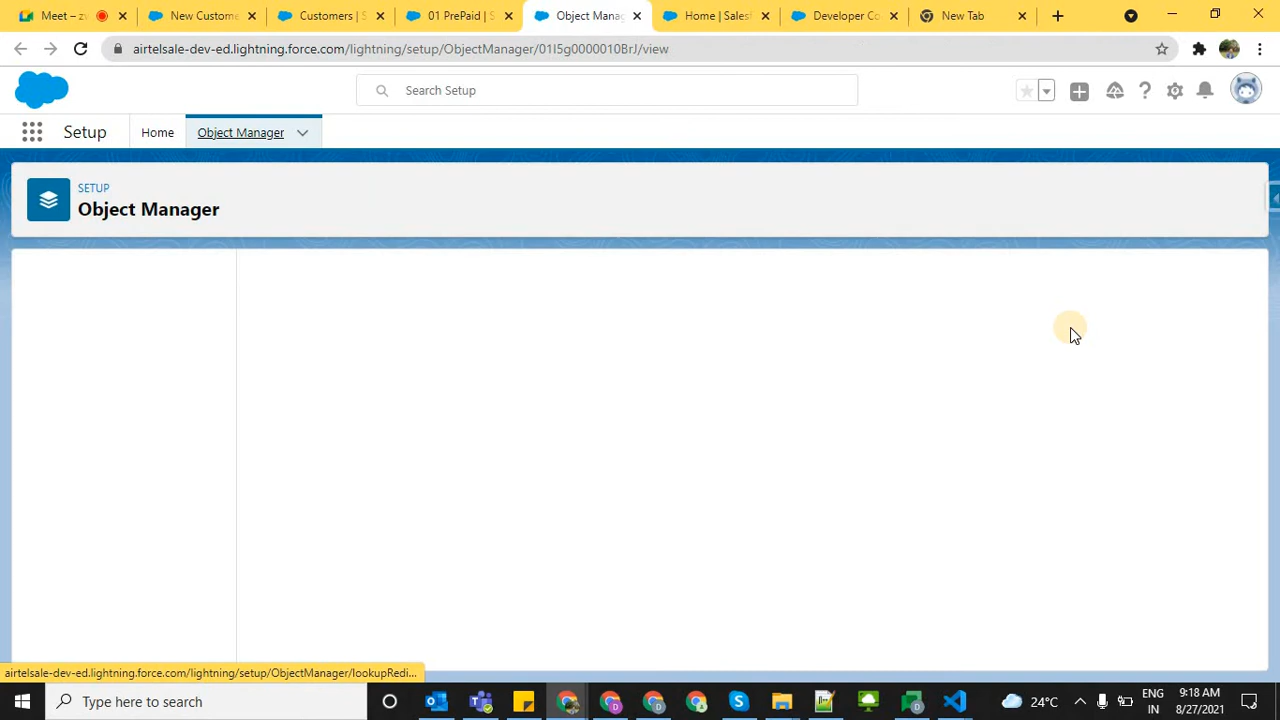 Meet – zv
New Custome
Customers | S
01 PrePaid | S
Object Manag
Home | Salesf
Developer Co
New Tab
airtelsale-dev-ed.lightning.force.com/lightning/setup/ObjectManager/01I5g0000010BrJ/view
Search Setup
Setup
Home
Object Manager
SETUP
Object Manager
airtelsale-dev-ed.lightning.force.com/lightning/setup/ObjectManager/lookupRedi...
Type here to search
24°C
ENG
IN
9:18 AM
8/27/2021